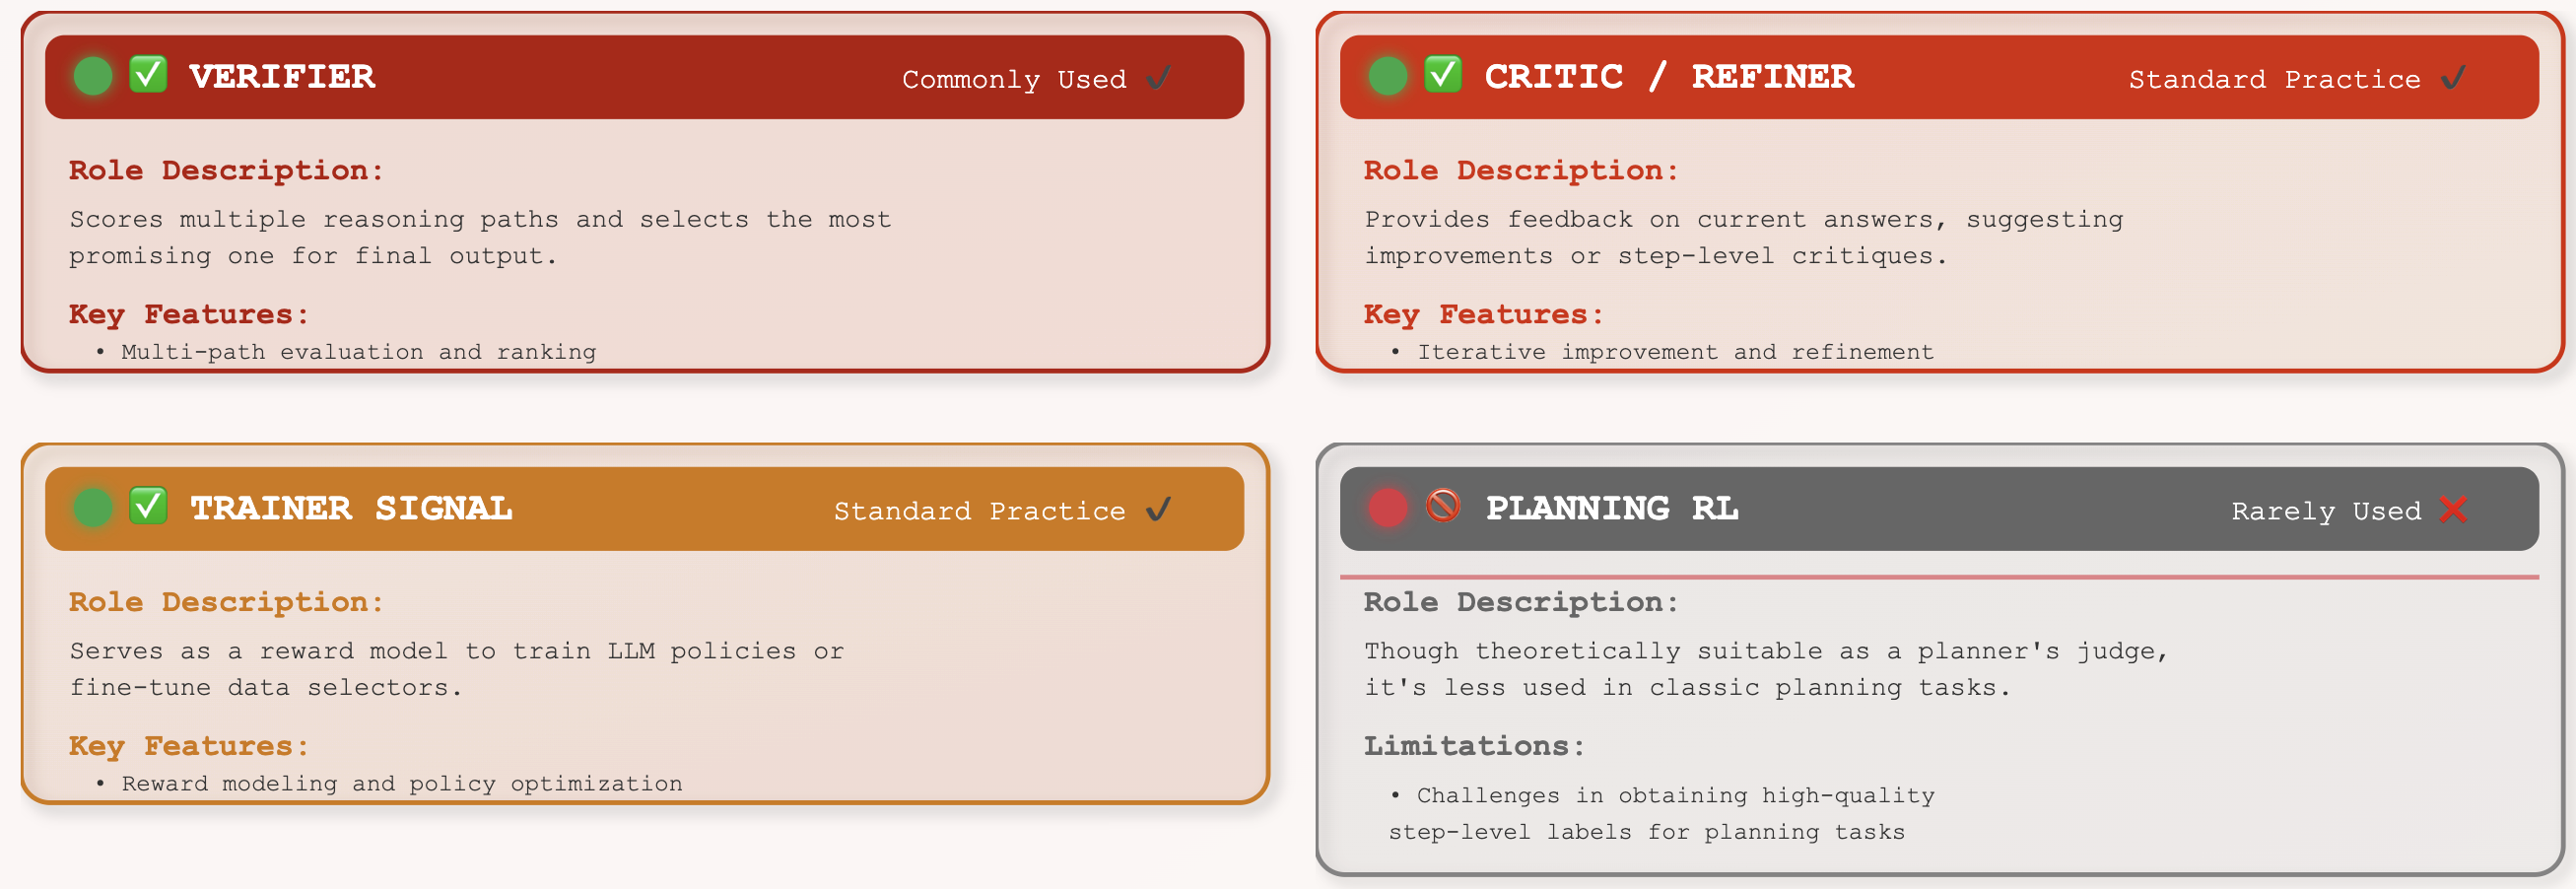 ✅ VERIFIER Commonly Used ✔
Role Description:
Scores multiple reasoning paths and selects the most
promising one for final output.
Key Features:
• Multi-path evaluation and ranking
✅ CRITIC / REFINER Standard Practice ✔
Role Description:
Provides feedback on current answers, suggesting
improvements or step-level critiques.
Key Features:
• Iterative improvement and refinement
✅ TRAINER SIGNAL Standard Practice ✔
Role Description:
Serves as a reward model to train LLM policies or
fine-tune data selectors.
Key Features:
• Reward modeling and policy optimization
🚫 PLANNING RL Rarely Used ❌
Role Description:
Though theoretically suitable as a planner's judge,
it's less used in classic planning tasks.
Limitations:
• Challenges in obtaining high-quality
step-level labels for planning tasks